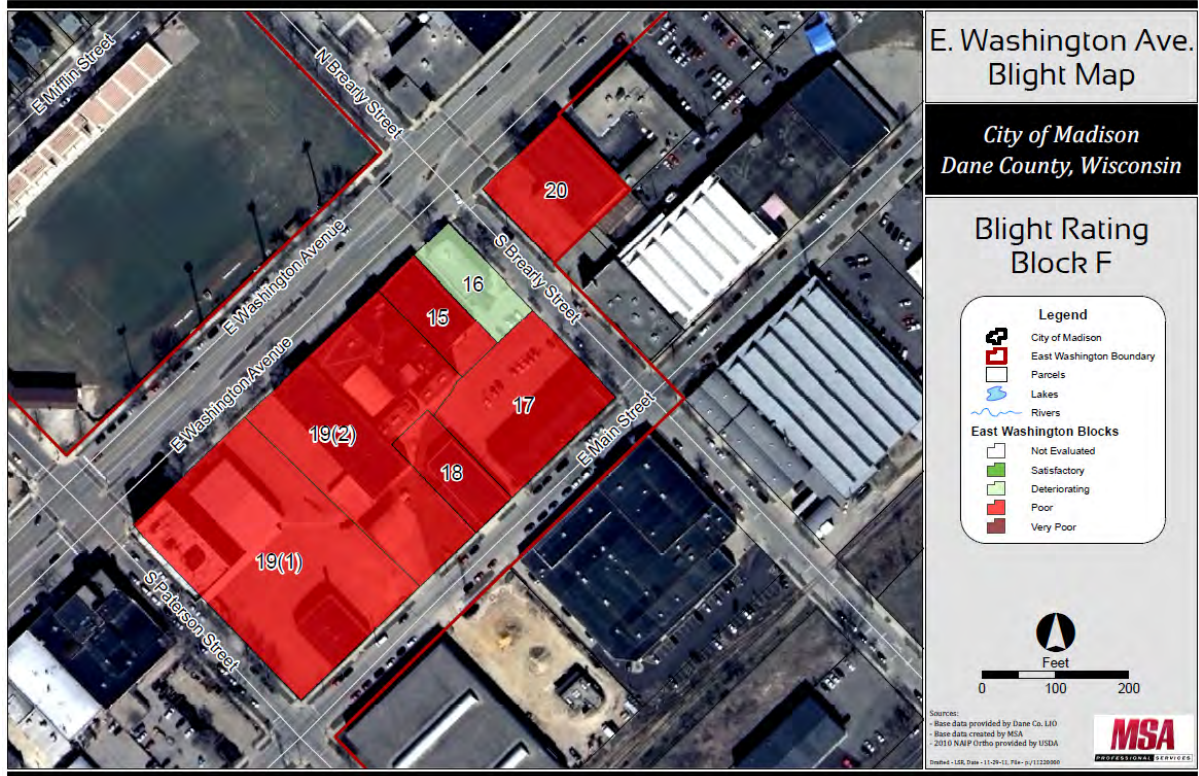 E Mifflin Street
N Brearly Street
20
E Washington Avenue
S Brearly Street
16
15
E Washington Avenue
17
19(2)
E Main Street
18
19(1)
S Paterson Street
E. Washington Ave.
Blight Map
City of Madison
Dane County, Wisconsin
Blight Rating
Block F
Legend
City of Madison
East Washington Boundary
Parcels
Lakes
Rivers
East Washington Blocks
Not Evaluated
Satisfactory
Deteriorating
Poor
Very Poor
Feet
0 100 200
Sources:
- Base data provided by Dane Co. LIO
- Base data created by MSA
- 2010 NAIP Ortho provided by USDA
MSA
PROFESSIONAL SERVICES